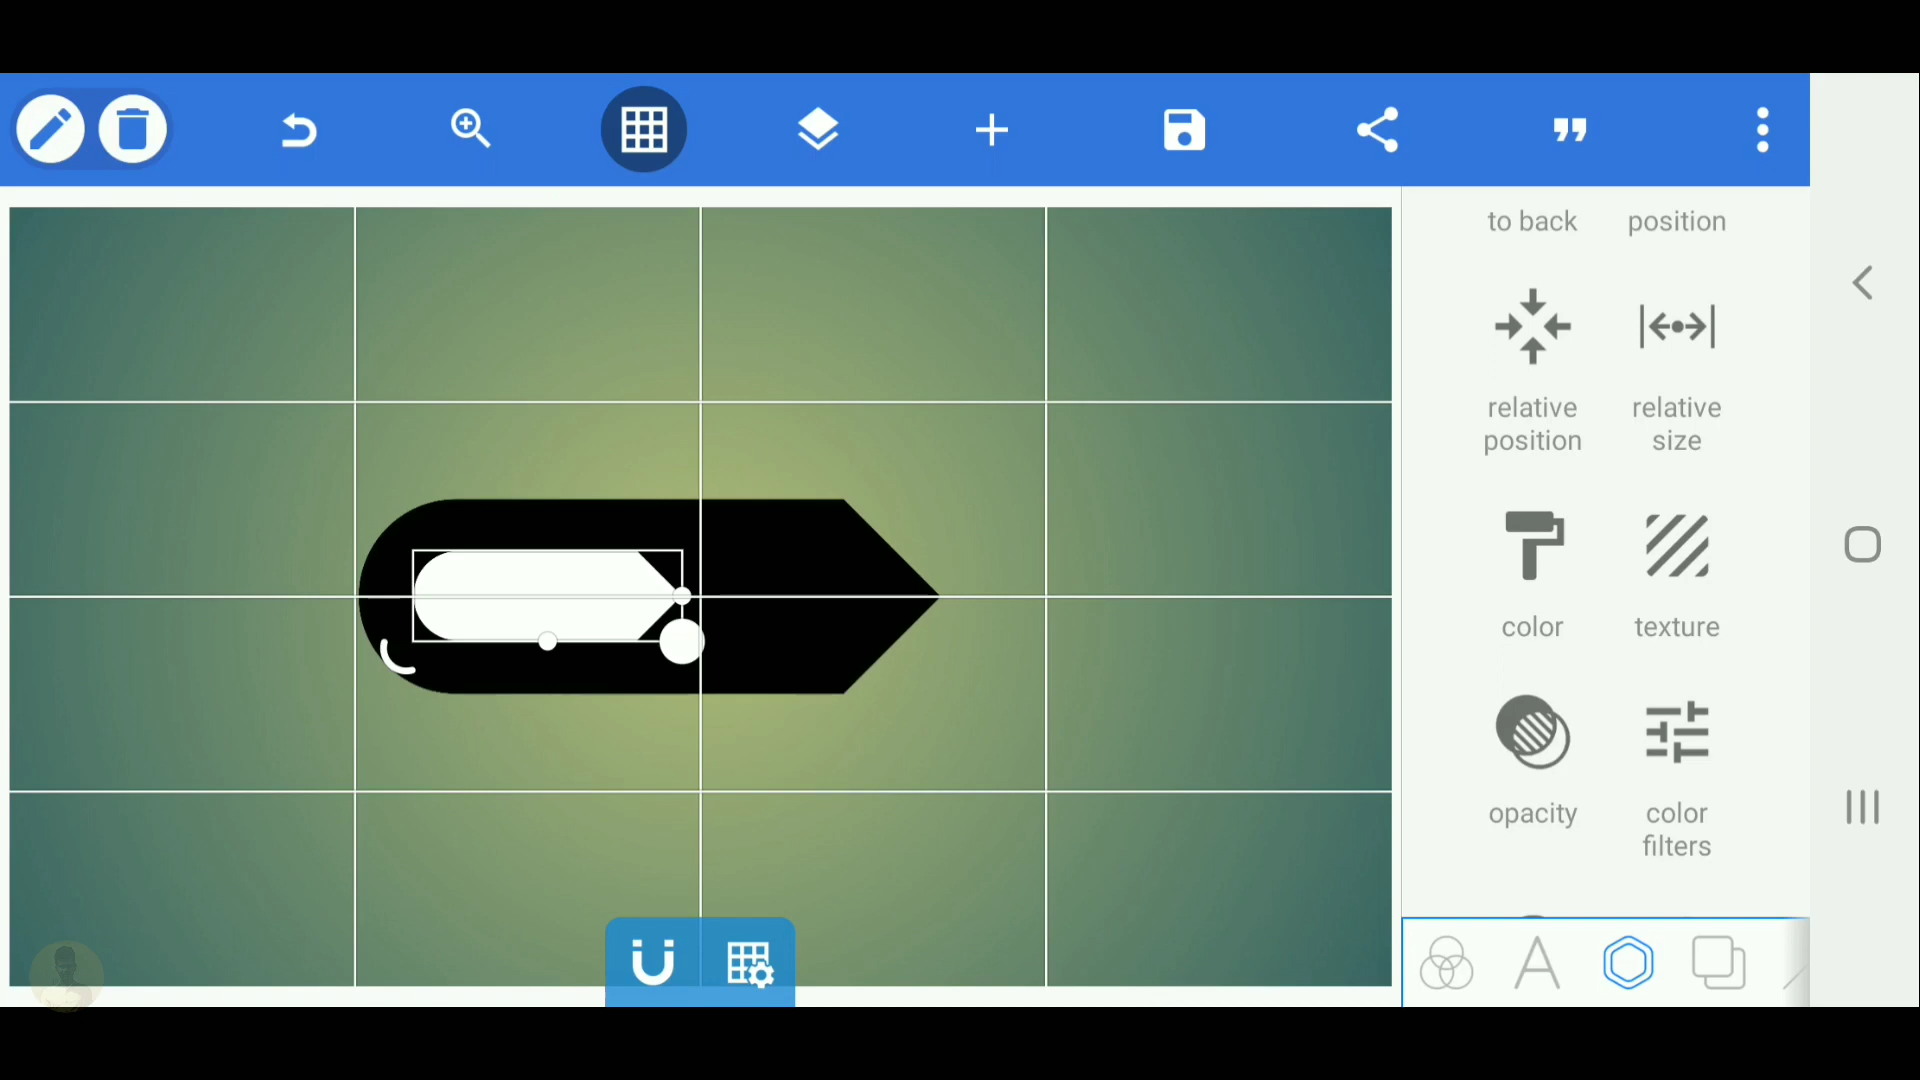 to back
position
relative
position
relative
size
color
texture
opacity
color
filters